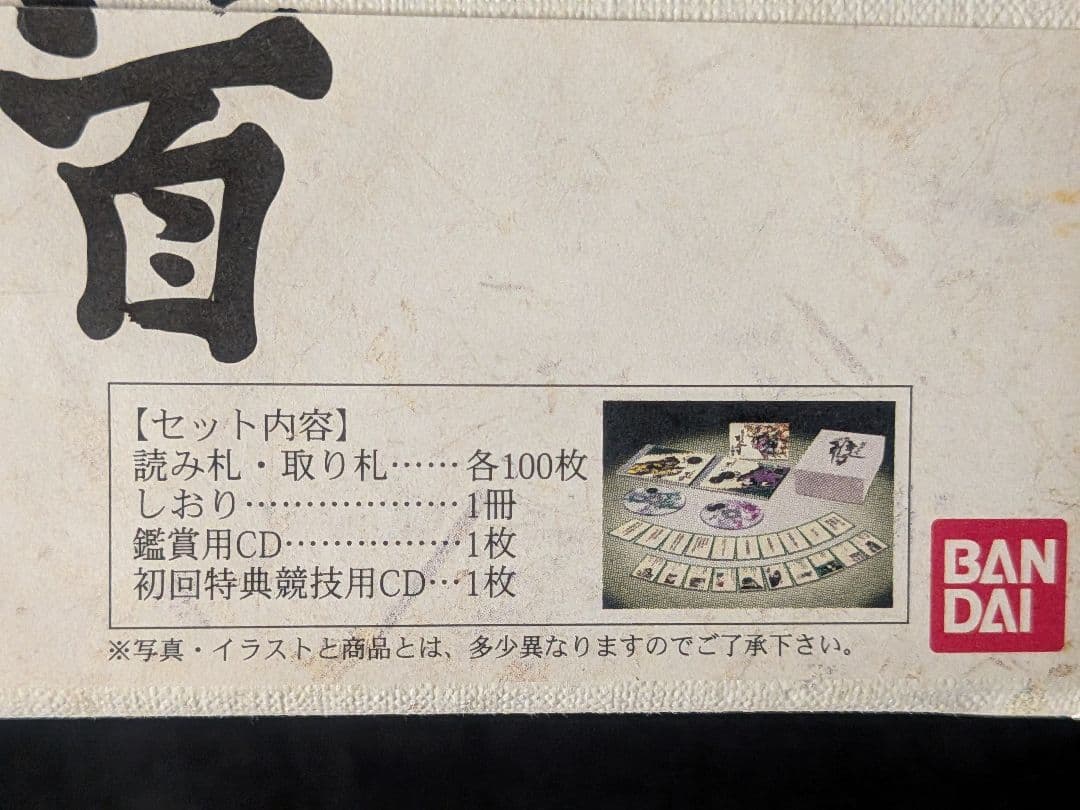 首
【セット内容】
読み札・取り札……各100枚
しおり………………1冊
鑑賞用CD……………1枚
初回特典競技用CD…1枚
※写真・イラストと商品とは、多少異なりますのでご了承下さい。
BAN
DAI